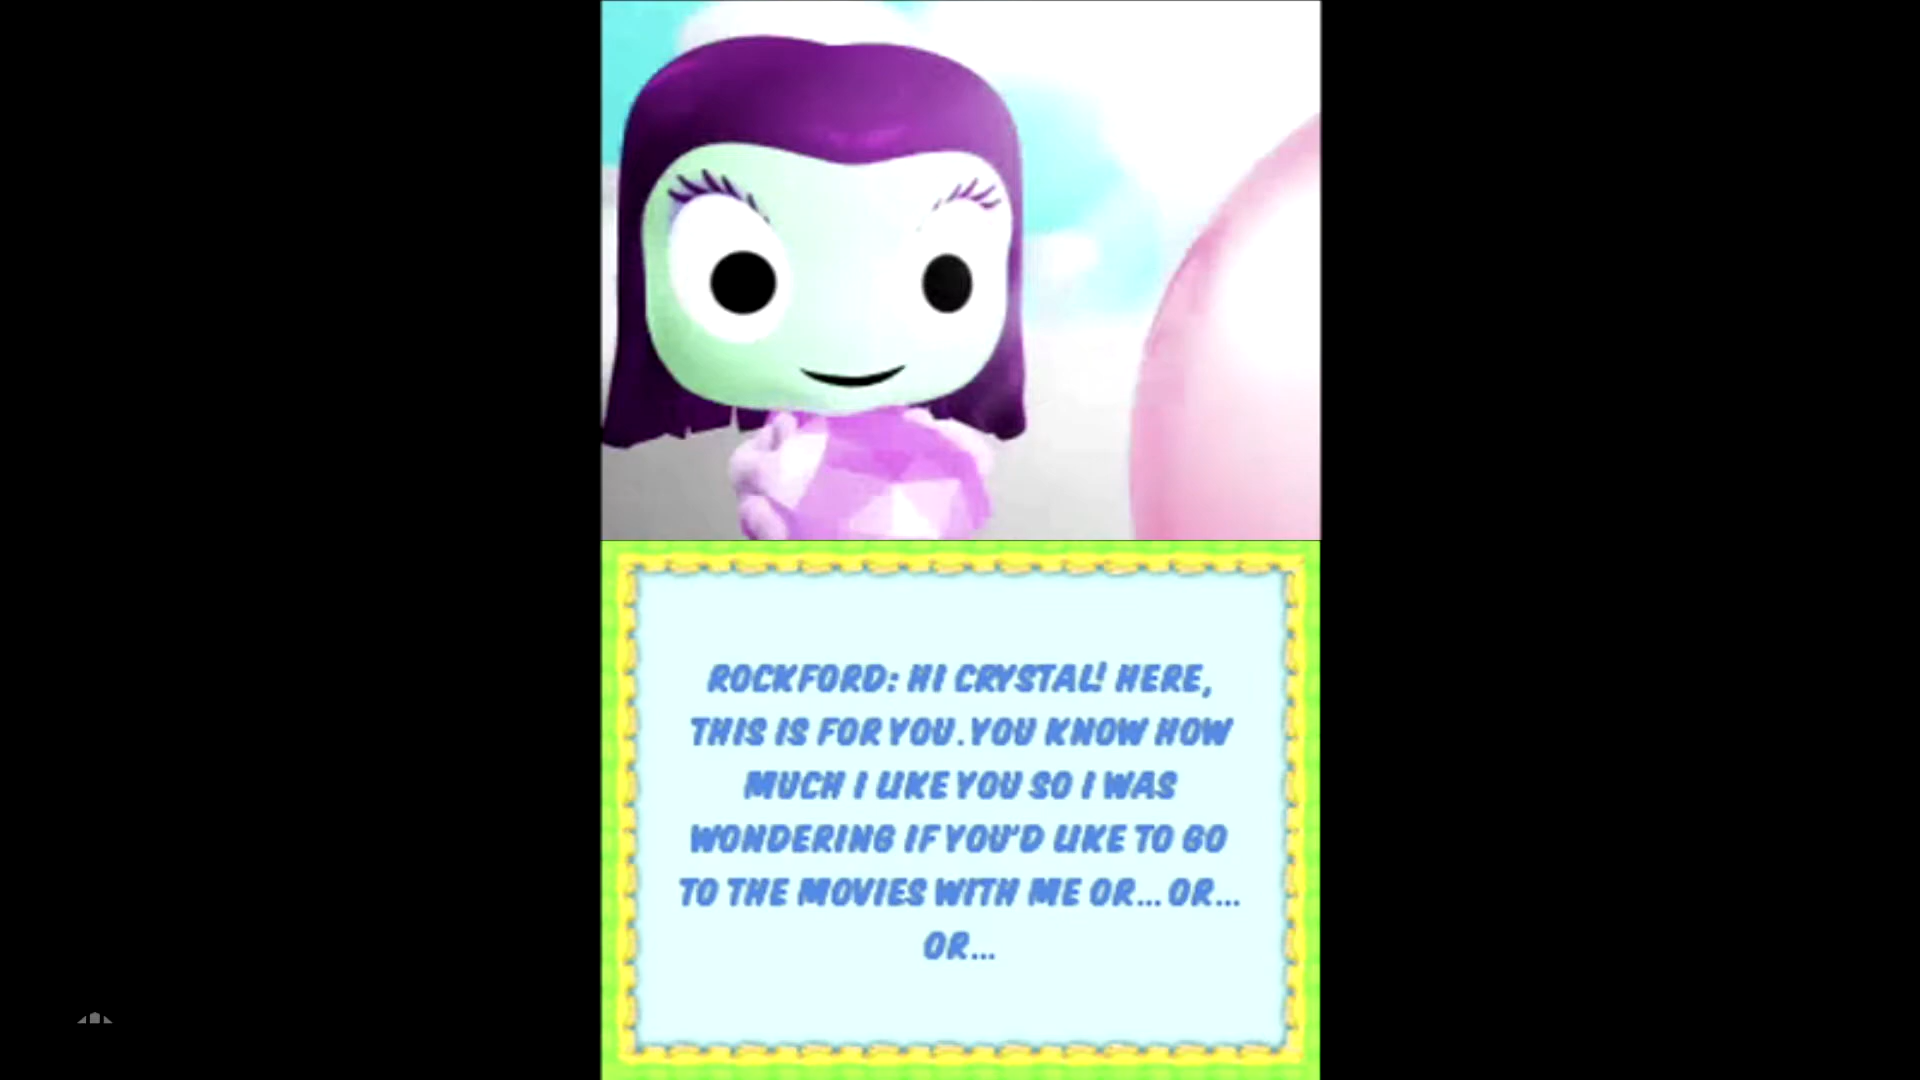 ROCKFORD: HI CRYSTAL! HERE,
THIS IS FOR YOU. YOU KNOW HOW
MUCH I LIKE YOU SO I WAS
WONDERING IF YOU'D LIKE TO GO
TO THE MOVIES WITH ME OR... OR...
OR...